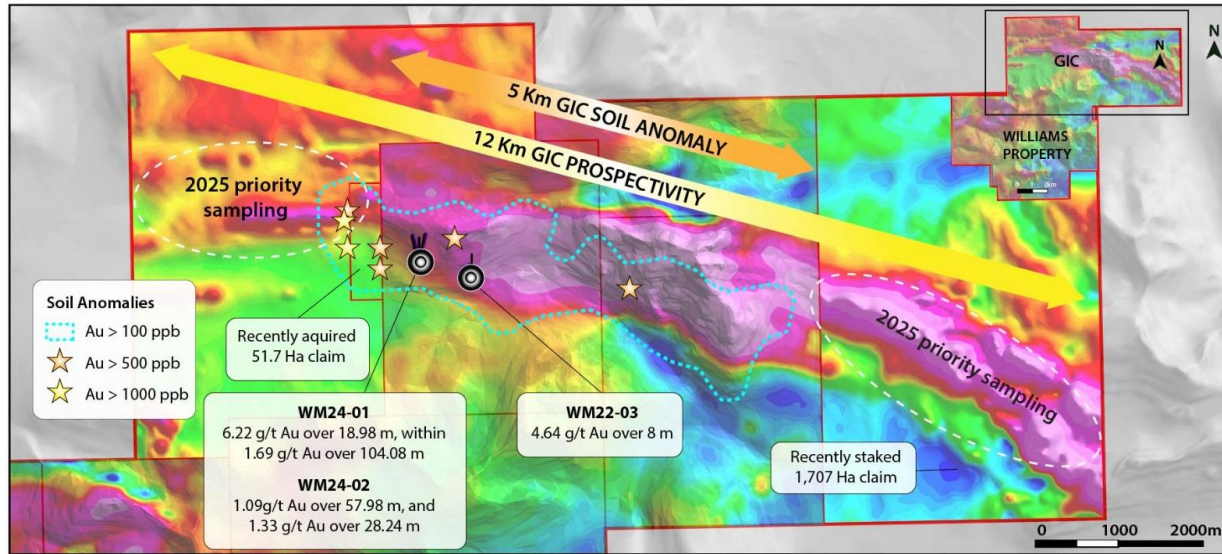 5 Km GIC SOIL ANOMALY
12 Km GIC PROSPECTIVITY
N
GIC
N
WILLIAMS
PROPERTY
0 1 2km
2025 priority
sampling
Soil Anomalies
Au > 100 ppb
Au > 500 ppb
Au > 1000 ppb
Recently aquired
51.7 Ha claim
WM24-01
6.22 g/t Au over 18.98 m, within
1.69 g/t Au over 104.08 m
WM24-02
1.09g/t Au over 57.98 m, and
1.33 g/t Au over 28.24 m
WM22-03
4.64 g/t Au over 8 m
2025 priority sampling
Recently staked
1,707 Ha claim
0 1000 2000m